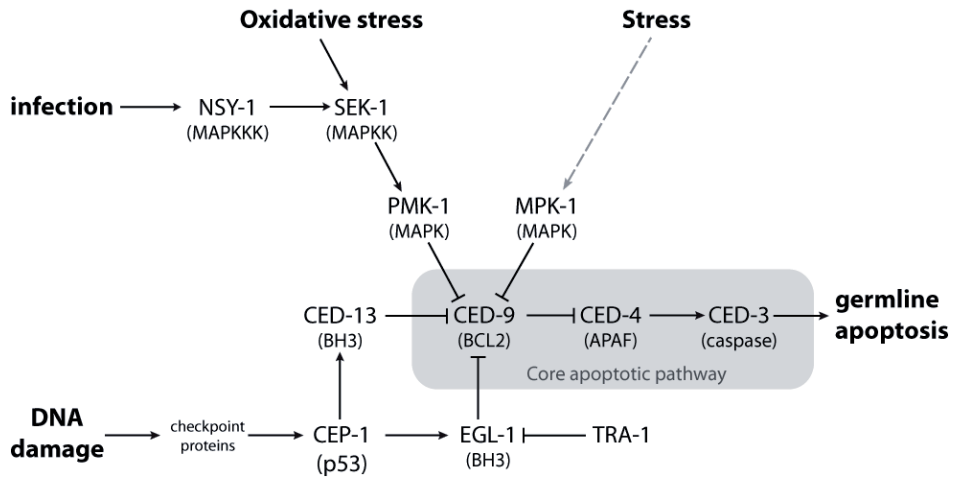 Oxidative stress
Stress
infection
NSY-1
(MAPKKK)
SEK-1
(MAPKK)
PMK-1
(MAPK)
MPK-1
(MAPK)
CED-13
(BH3)
CED-9
(BCL2)
CED-4
(APAF)
CED-3
(caspase)
germline
apoptosis
Core apoptotic pathway
DNA
damage
checkpoint
proteins
CEP-1
(p53)
EGL-1
(BH3)
TRA-1